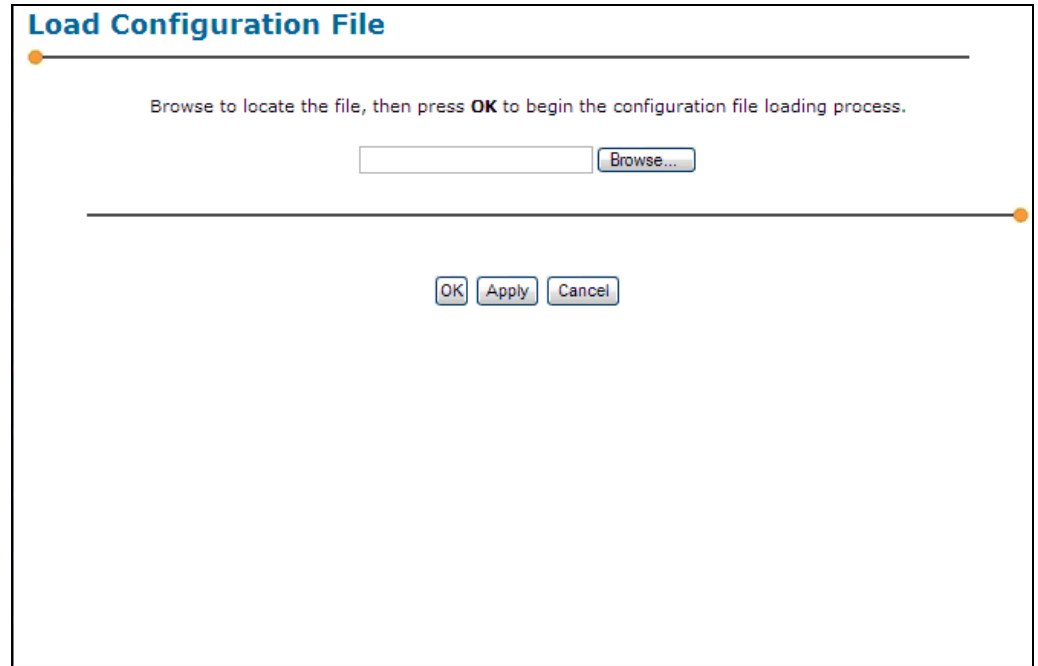 Load Configuration File
Browse to locate the file, then press OK to begin the configuration file loading process.
Browse...
OK Apply Cancel